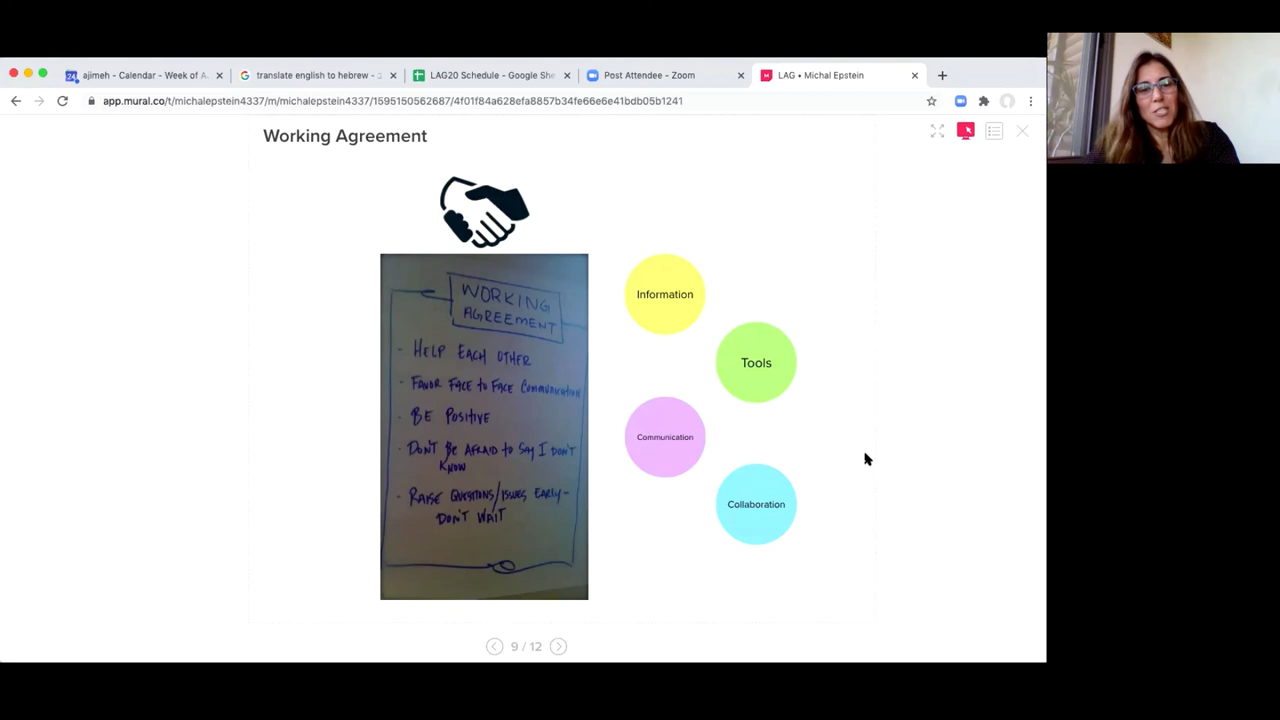 ajimeh - Calendar - Week of A
translate english to hebrew -
LAG20 Schedule - Google She
Post Attendee - Zoom
LAG • Michal Epstein
app.mural.co/t/michalepstein4337/m/michalepstein4337/1595150562687/4f01f84a628efa8857b34fe66e6e41bdb05b1241
Working Agreement
WORKING
AGREEMENT
- HELP EACH OTHER
- FAVOR FACE TO FACE COMMUNICATION
- BE POSITIVE
- DON'T BE AFRAID TO SAY I DON'T
KNOW
- RAISE QUESTIONS/ISSUES EARLY-
DON'T WAIT
Information
Tools
Communication
Collaboration
9 / 12